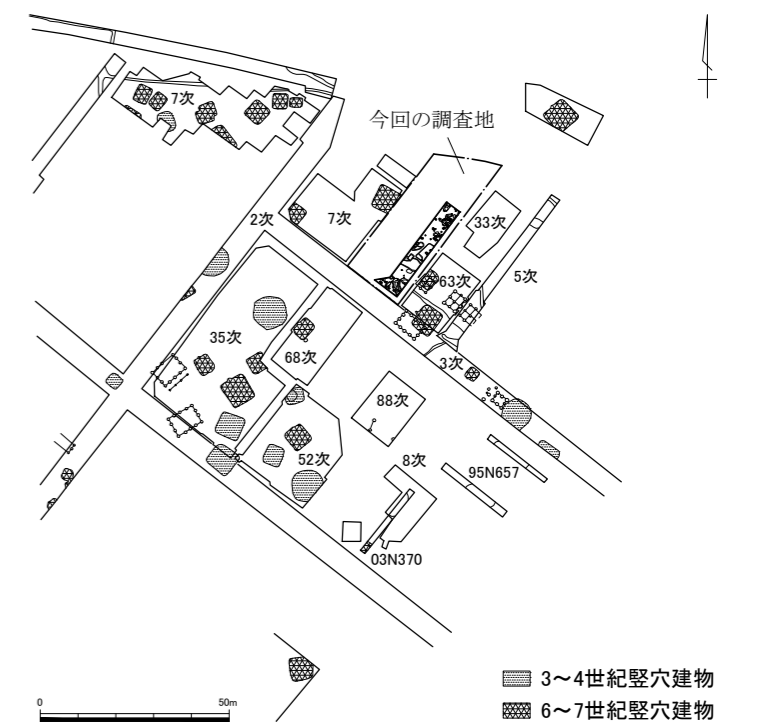 7次
今回の調査地
7次
2次
33次
63次
5次
35次
68次
3次
88次
52次
8次
95N657
03N370
3～4世紀竪穴建物
6～7世紀竪穴建物
0
50m